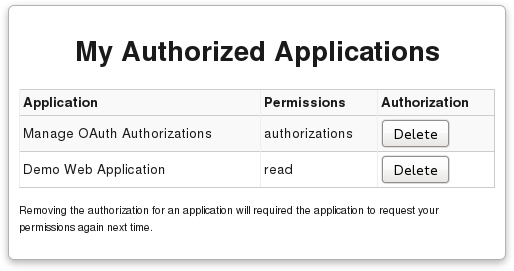 My Authorized Applications
Application Permissions Authorization
Manage OAuth Authorizations authorizations Delete
Demo Web Application read Delete
Removing the authorization for an application will required the application to request your
permissions again next time.